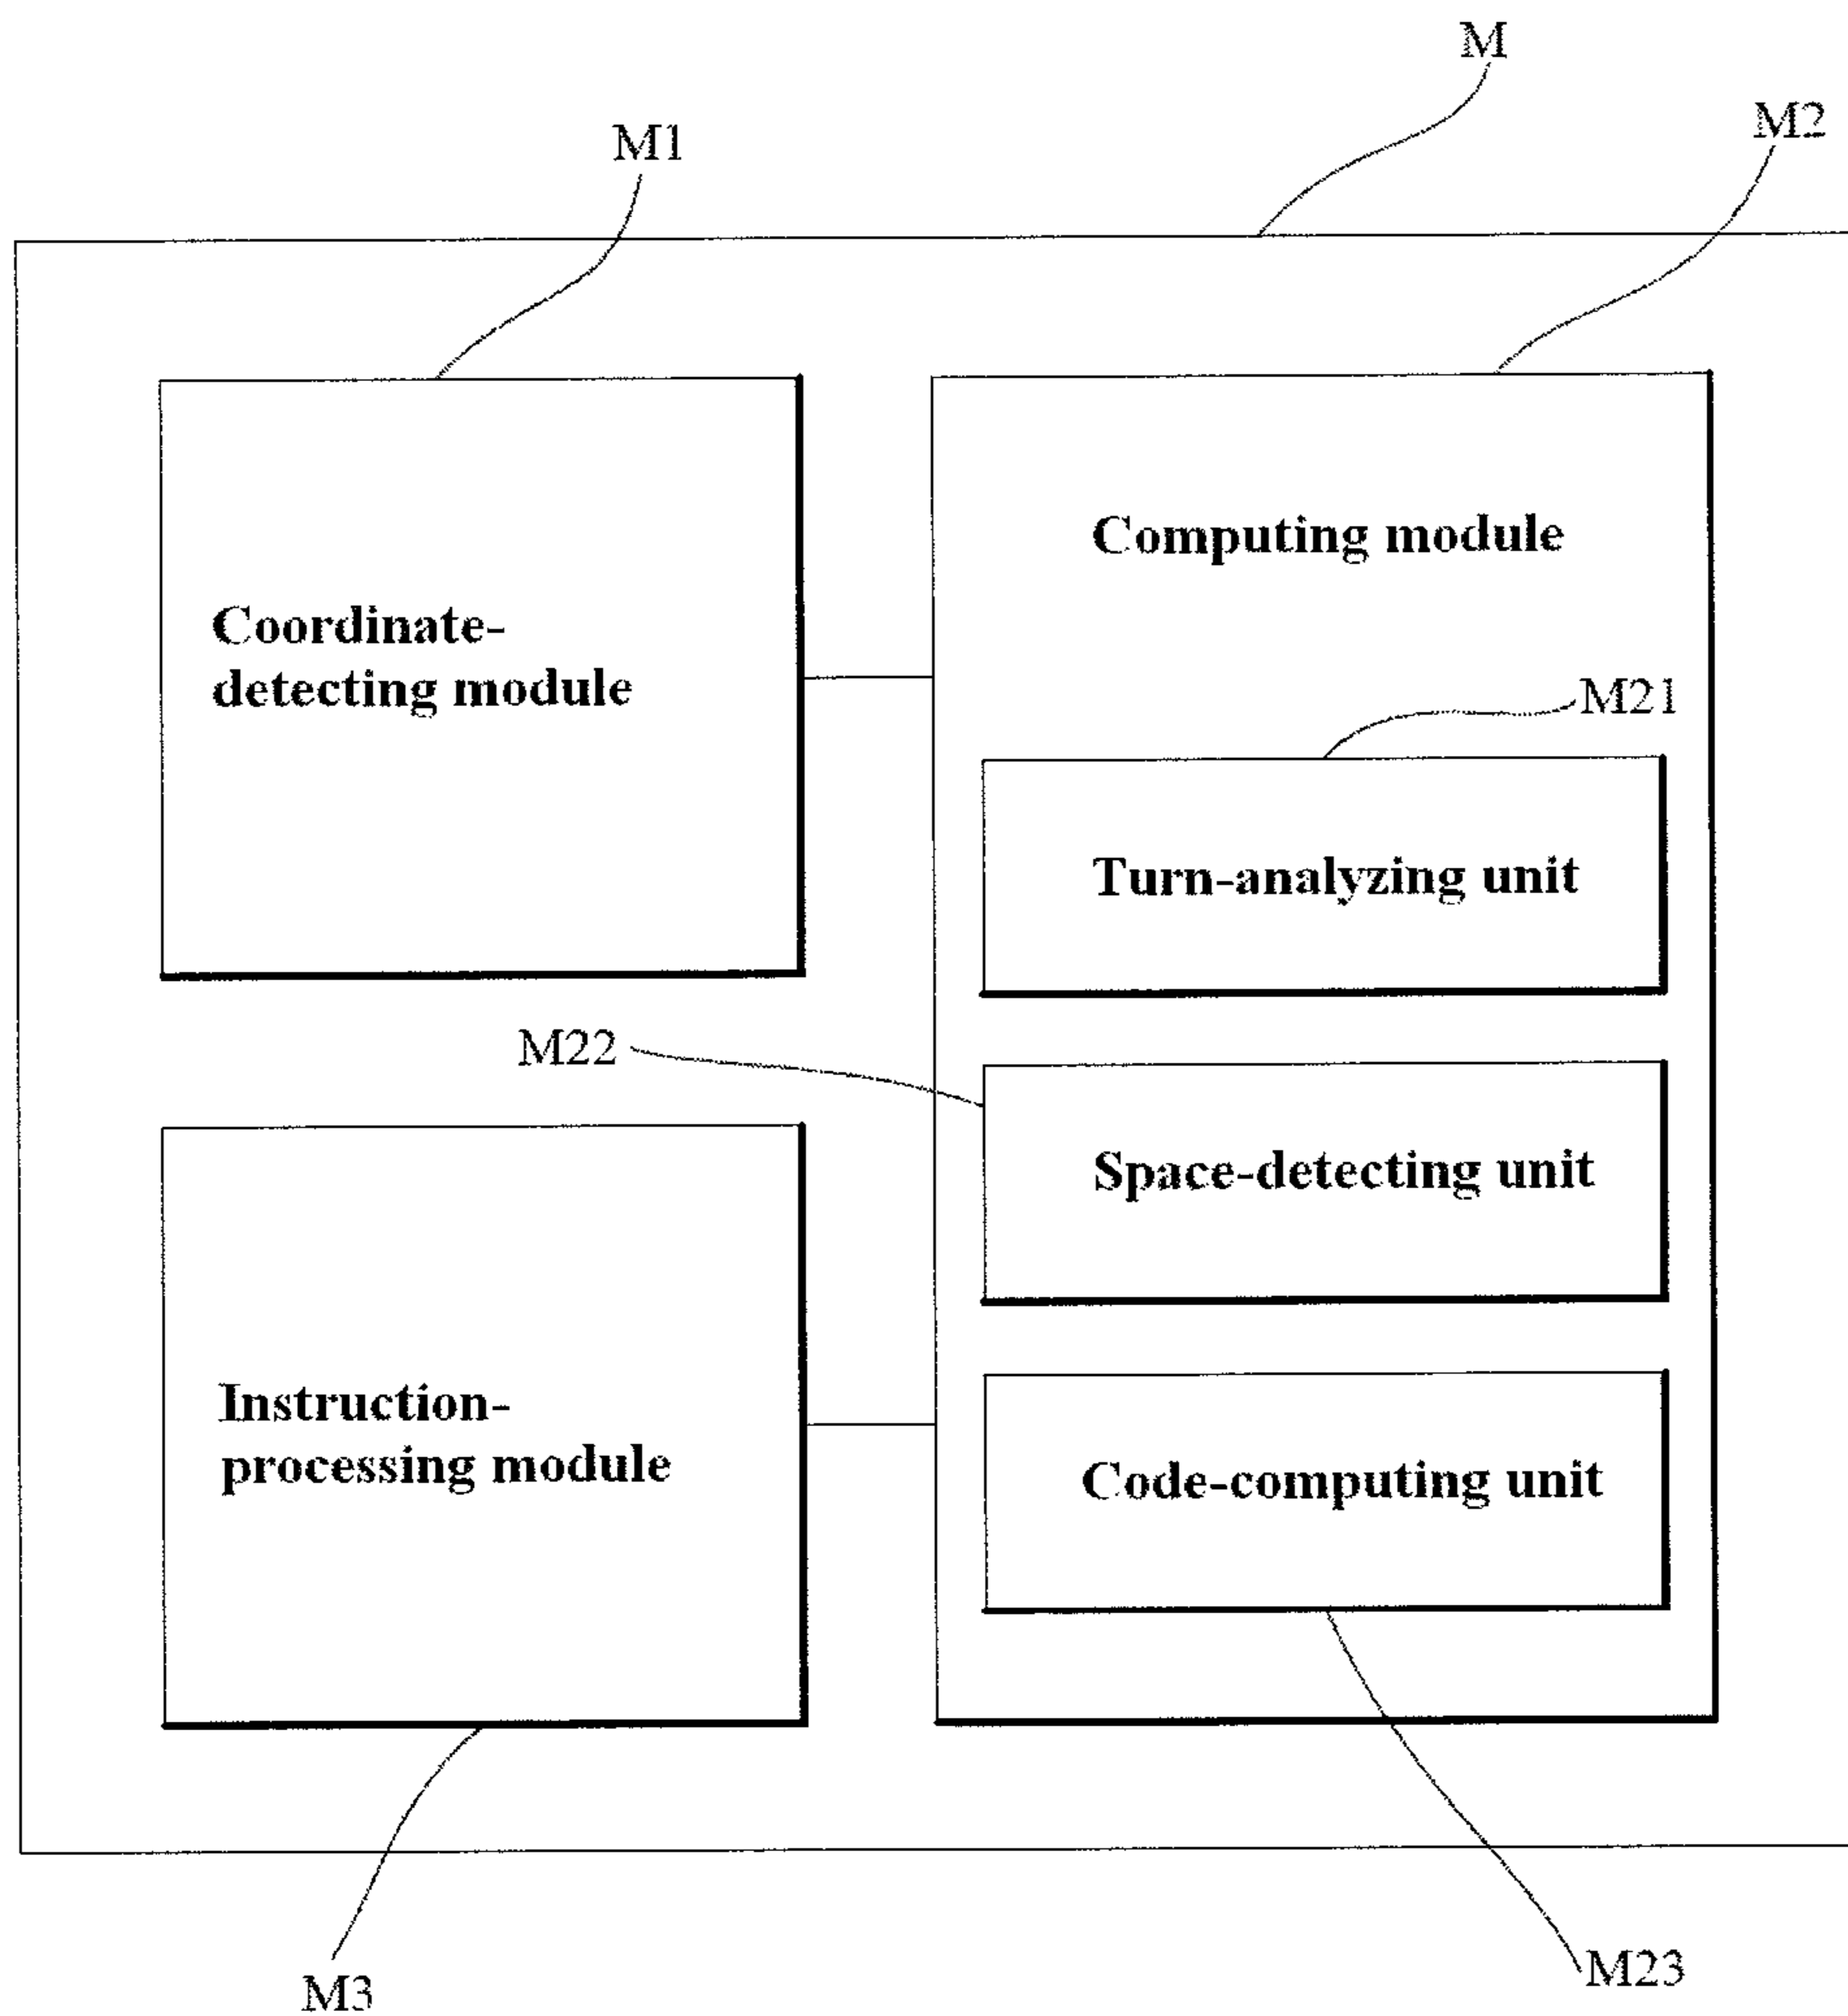 M
M2
M1
Computing module
Coordinate-
detecting module
M21
Turn-analyzing unit
M22
Space-detecting unit
Instruction-
processing module
Code-computing unit
M23
M3